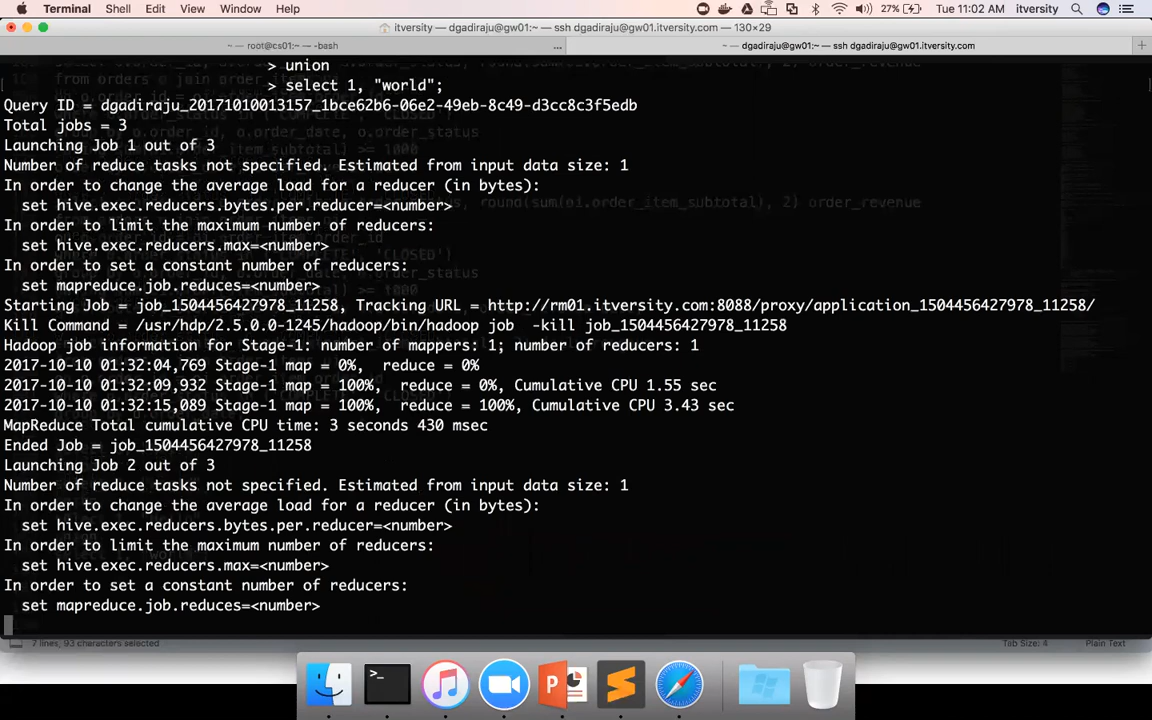 Terminal Shell Edit View Window Help 27% Tue 11:02 AM itversity
itversity — dgadiraju@gw01:~ — ssh dgadiraju@gw01.itversity.com — 130×29
~ — root@cs01:~ — -bash ... ~ — dgadiraju@gw01:~ — ssh dgadiraju@gw01.itversity.com
> union
> select 1, "world";
Query ID = dgadiraju_20171010013157_1bce62b6-06e2-49eb-8c49-d3cc8c3f5edb
Total jobs = 3
Launching Job 1 out of 3
Number of reduce tasks not specified. Estimated from input data size: 1
In order to change the average load for a reducer (in bytes):
set hive.exec.reducers.bytes.per.reducer=<number>
In order to limit the maximum number of reducers:
set hive.exec.reducers.max=<number>
In order to set a constant number of reducers:
set mapreduce.job.reduces=<number>
Starting Job = job_1504456427978_11258, Tracking URL = http://rm01.itversity.com:8088/proxy/application_1504456427978_11258/
Kill Command = /usr/hdp/2.5.0.0-1245/hadoop/bin/hadoop job  -kill job_1504456427978_11258
Hadoop job information for Stage-1: number of mappers: 1; number of reducers: 1
2017-10-10 01:32:04,769 Stage-1 map = 0%,  reduce = 0%
2017-10-10 01:32:09,932 Stage-1 map = 100%,  reduce = 0%, Cumulative CPU 1.55 sec
2017-10-10 01:32:15,089 Stage-1 map = 100%,  reduce = 100%, Cumulative CPU 3.43 sec
MapReduce Total cumulative CPU time: 3 seconds 430 msec
Ended Job = job_1504456427978_11258
Launching Job 2 out of 3
Number of reduce tasks not specified. Estimated from input data size: 1
In order to change the average load for a reducer (in bytes):
set hive.exec.reducers.bytes.per.reducer=<number>
In order to limit the maximum number of reducers:
set hive.exec.reducers.max=<number>
In order to set a constant number of reducers:
set mapreduce.job.reduces=<number>
7 lines, 93 characters selected Tab Size: 4 Plain Text